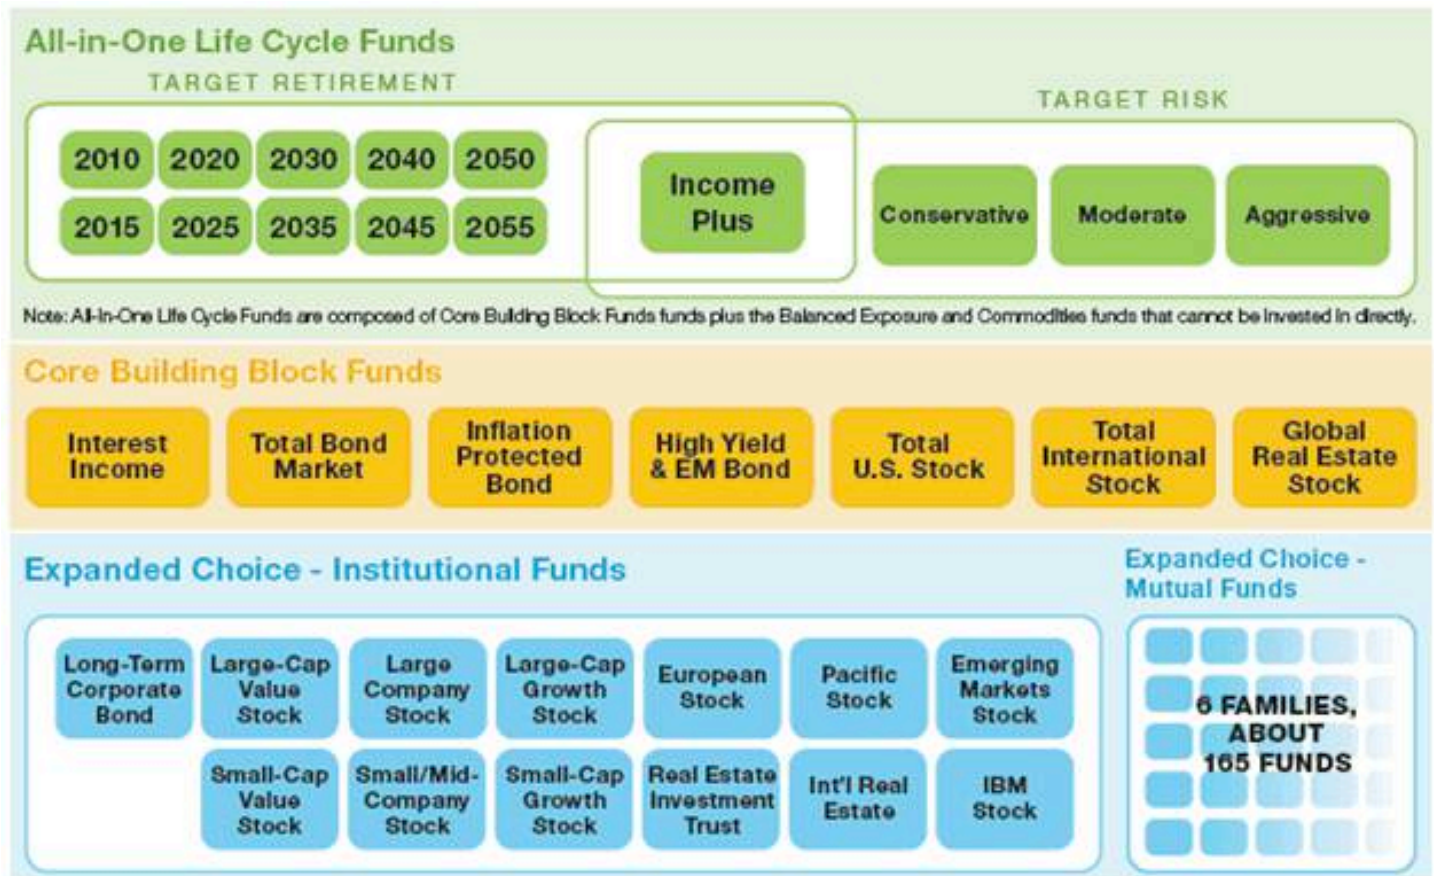 All-in-One Life Cycle Funds
TARGET RETIREMENT
TARGET RISK
2010 2020 2030 2040 2050
2015 2025 2035 2045 2055
Income
Plus
Conservative
Moderate
Aggressive
Note: All-In-One Life Cycle Funds are composed of Core Building Block Funds funds plus the Balanced Exposure and Commodities funds that cannot be invested in directly.
Core Building Block Funds
Interest
Income
Total Bond
Market
Inflation
Protected
Bond
High Yield
& EM Bond
Total
U.S. Stock
Total
International
Stock
Global
Real Estate
Stock
Expanded Choice - Institutional Funds
Long-Term
Corporate
Bond
Large-Cap
Value
Stock
Large
Company
Stock
Large-Cap
Growth
Stock
European
Stock
Pacific
Stock
Emerging
Markets
Stock
Small-Cap
Value
Stock
Small/Mid-
Company
Stock
Small-Cap
Growth
Stock
Real Estate
Investment
Trust
Int'l Real
Estate
IBM
Stock
Expanded Choice -
Mutual Funds
6 FAMILIES,
ABOUT
165 FUNDS